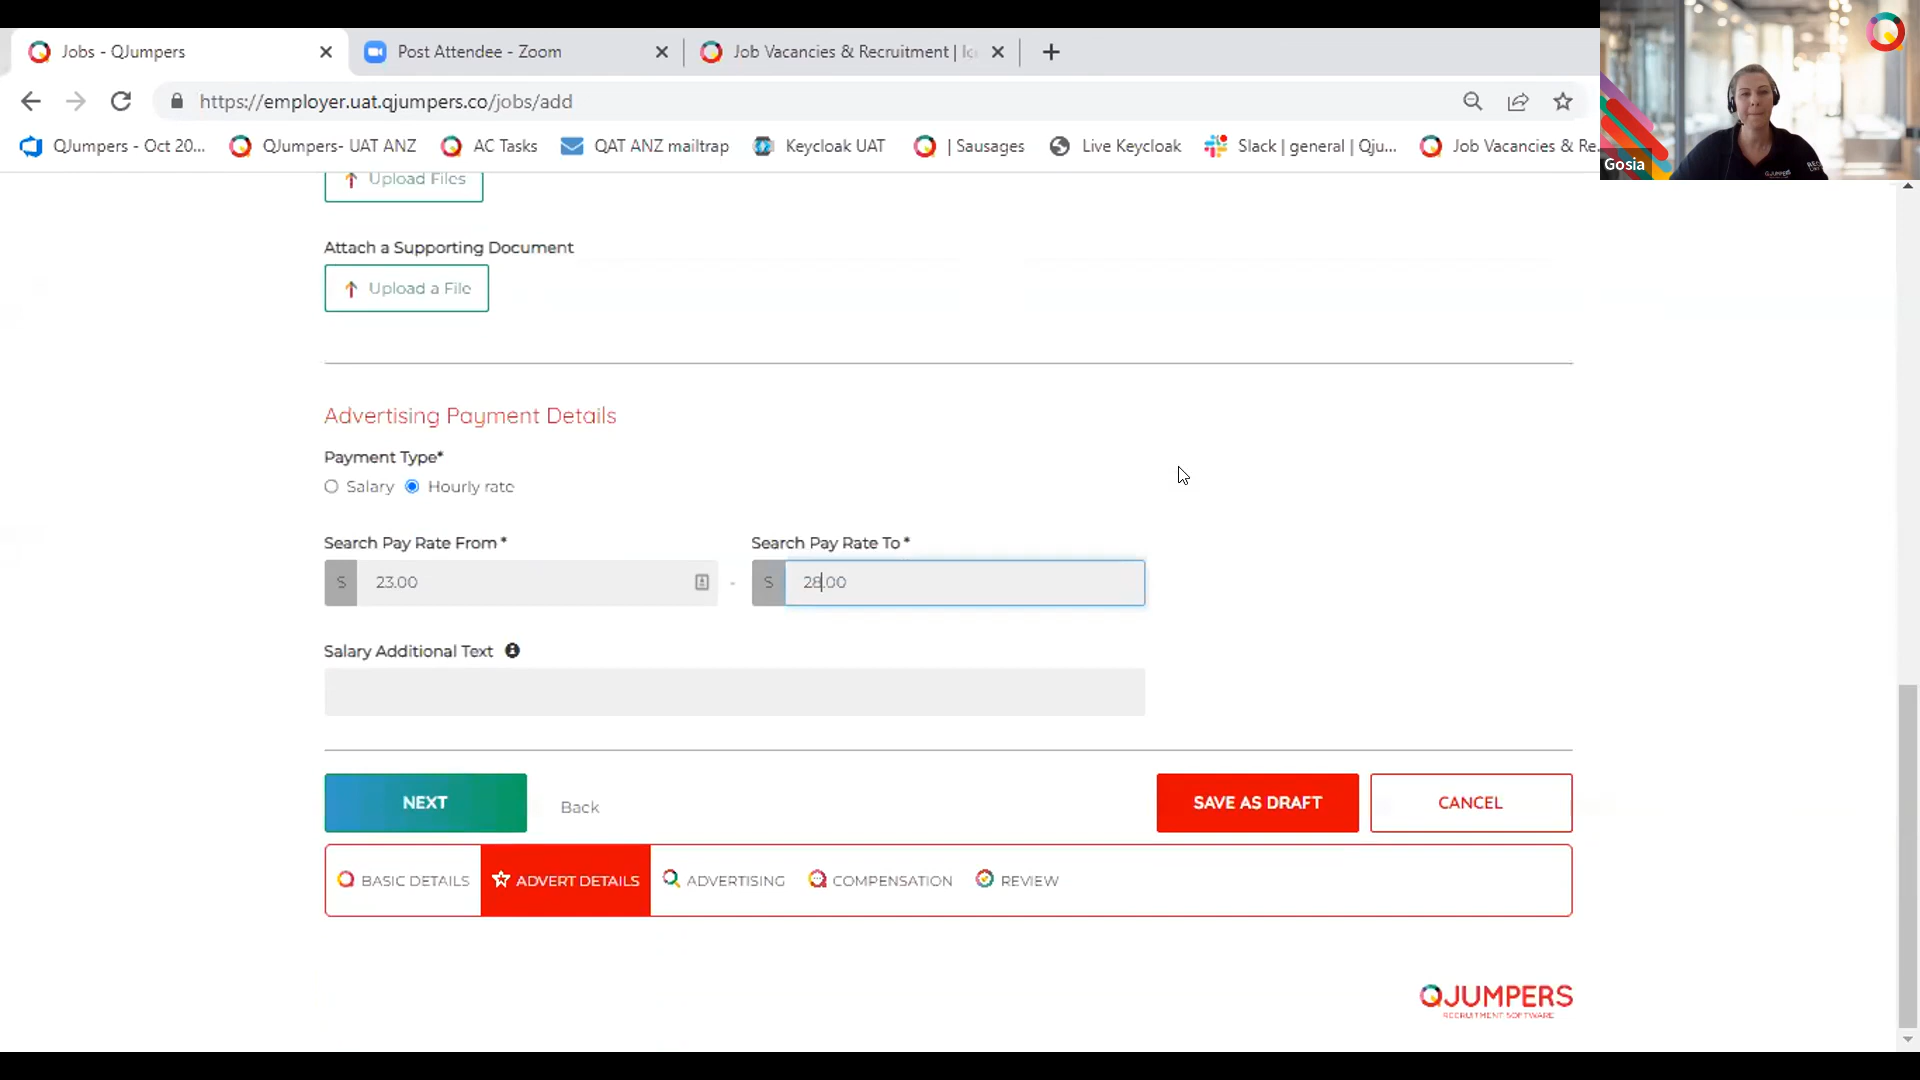 Jobs - QJumpers
Post Attendee - Zoom
Job Vacancies & Recruitment | Ic
https://employer.uat.qjumpers.co/jobs/add
QJumpers - Oct 20...
QJumpers- UAT ANZ
AC Tasks
QAT ANZ mailtrap
Keycloak UAT
| Sausages
Live Keycloak
Slack | general | Qju...
Job Vacancies & Re
Gosia
Upload Files
Attach a Supporting Document
Upload a File
Advertising Payment Details
Payment Type*
Salary
Hourly rate
Search Pay Rate From *
Search Pay Rate To *
$ 23.00
-
$ 28.00
Salary Additional Text
NEXT
Back
SAVE AS DRAFT
CANCEL
BASIC DETAILS
ADVERT DETAILS
ADVERTISING
COMPENSATION
REVIEW
QJUMPERS
RECRUITMENT SOFTWARE